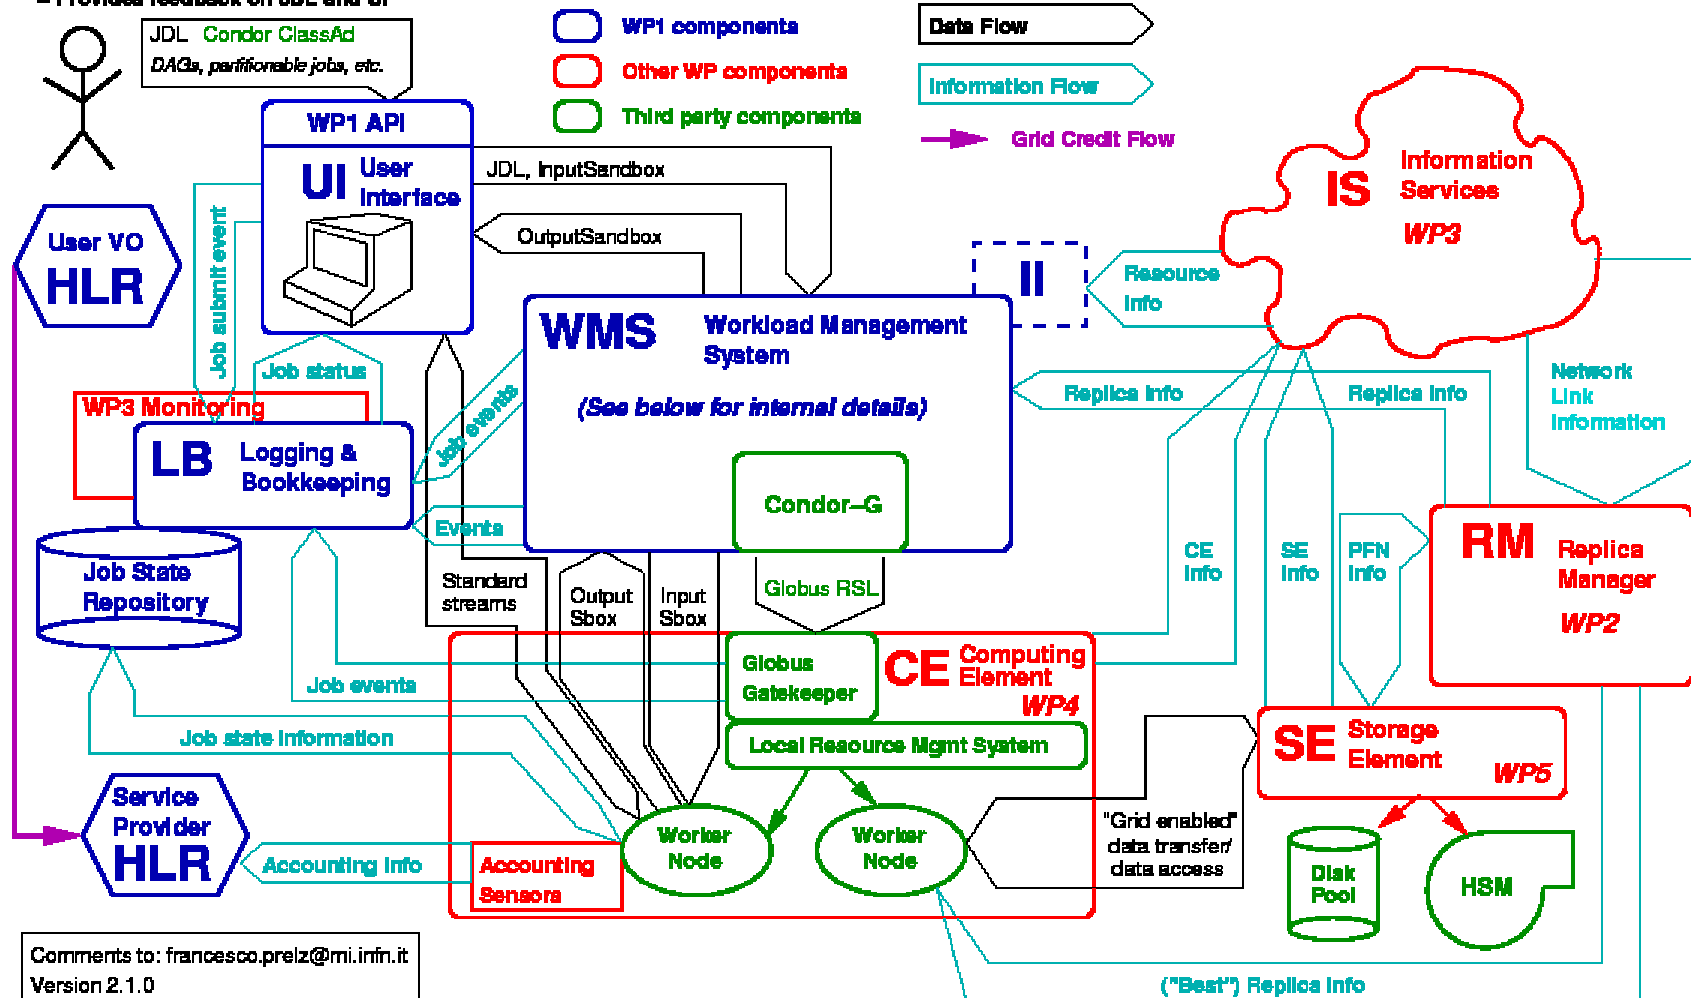 – Provides feedback on JDL and UI
JDL Condor ClassAd
DAGs, partitionable jobs, etc.
WP1 components
Other WP components
Third party components
Data Flow
Information Flow
Grid Credit Flow
WP1 API
UI User
Interface
JDL, InputSandbox
OutputSandbox
User VO
HLR
Job submit event
Job status
IS
Information
Services
WP3
II
Resource
Info
WMS
Workload Management
System
(See below for internal details)
Job events
Replica Info
Replica Info
Network
Link
Information
WP3 Monitoring
LB
Logging &
Bookkeeping
Condor–G
Events
Job State
Repository
Standard
streams
Output
Sbox
Input
Sbox
Globus RSL
CE
Info
SE
Info
PFN
Info
RM
Replica
Manager
WP2
Globus
Gatekeeper
CE
Computing
Element
WP4
Job events
Job state information
Local Resource Mgmt System
SE
Storage
Element
WP5
Service
Provider
HLR
Accounting Info
Accounting
Sensors
Worker
Node
Worker
Node
"Grid enabled"
data transfer/
data access
Disk
Pool
HSM
Comments to: francesco.prelz@mi.infn.it
Version 2.1.0
("Best") Replica Info